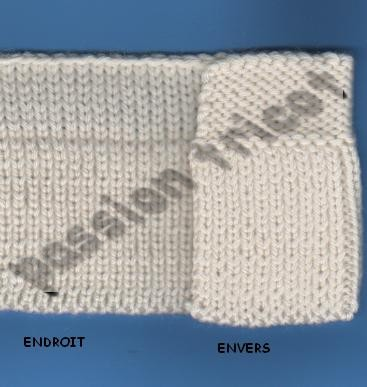 passion tricot
ENDROIT
ENVERS